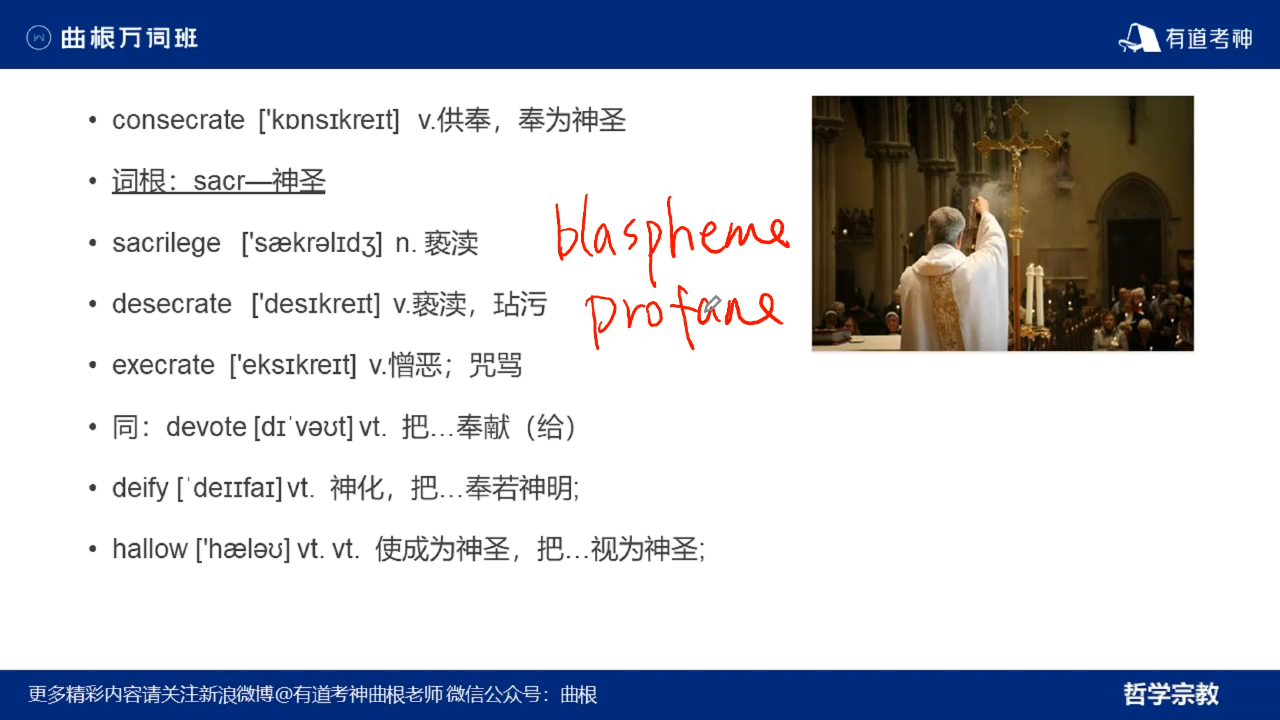 曲根万词班
有道考神
• consecrate ['kɒnsɪkreɪt] v.供奉，奉为神圣
• 词根：sacr—神圣
• sacrilege ['sækrəlɪdʒ] n. 亵渎
blaspheme
• desecrate ['desɪkreɪt] v.亵渎，玷污
profane
• execrate ['eksɪkreɪt] v.憎恶；咒骂
• 同：devote [dɪˈvəʊt] vt. 把…奉献（给）
• deify [ˈdeɪɪfaɪ] vt. 神化，把…奉若神明;
• hallow ['hæləʊ] vt. vt. 使成为神圣，把…视为神圣;
更多精彩内容请关注新浪微博@有道考神曲根老师 微信公众号：曲根
哲学宗教